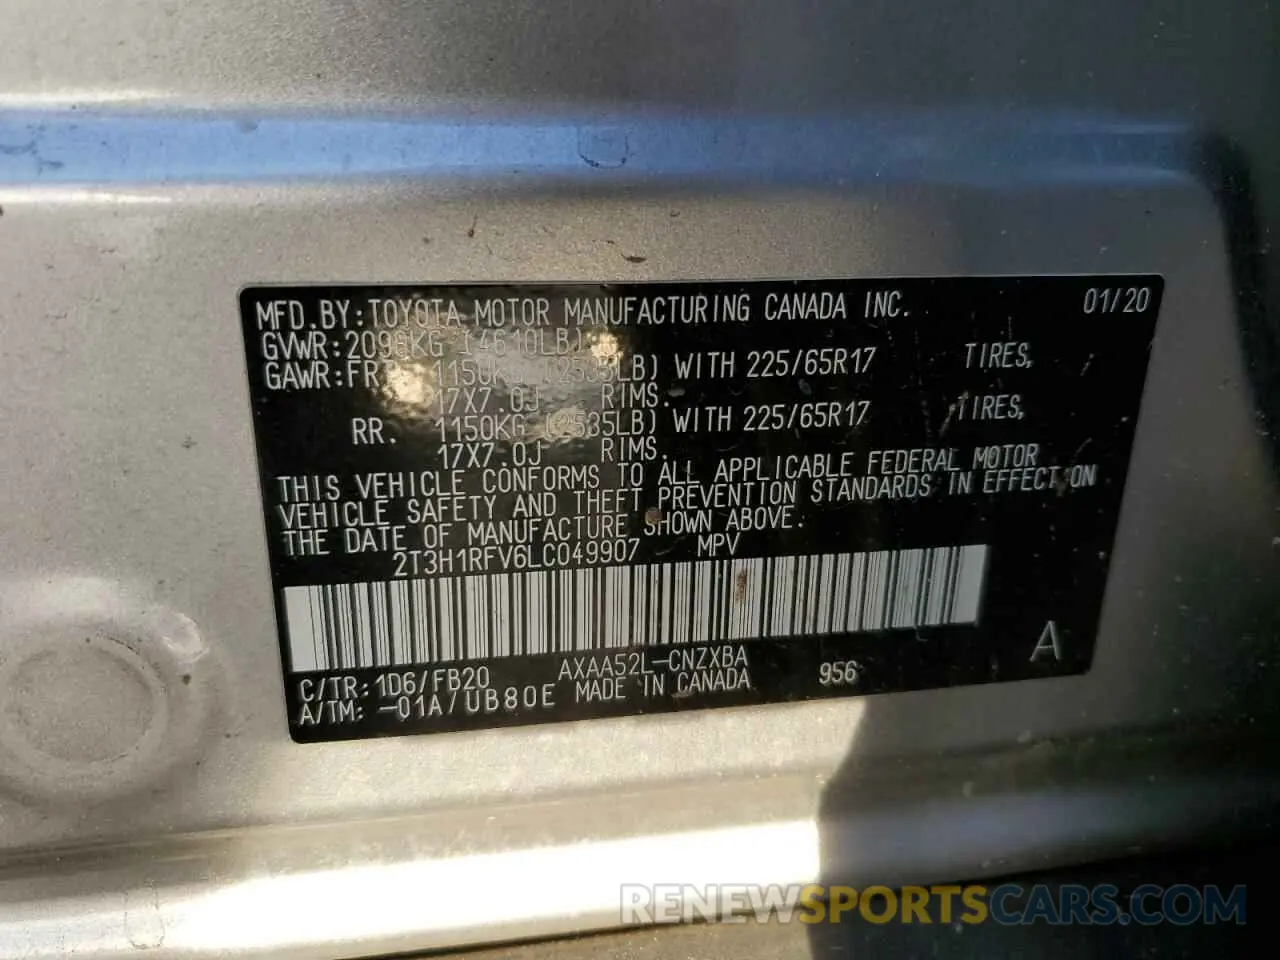 MFD.BY:TOYOTA MOTOR MANUFACTURING CANADA INC. 01/20
GVWR:2095KG (4610LB)
GAWR:FRT. 1150KG (2535LB) WITH 225/65R17 TIRES,
17X7.0J RIMS.
RR. 1150KG (2535LB) WITH 225/65R17 TIRES,
17X7.0J RIMS.
THIS VEHICLE CONFORMS TO ALL APPLICABLE FEDERAL MOTOR
VEHICLE SAFETY AND THEFT PREVENTION STANDARDS IN EFFECT ON
THE DATE OF MANUFACTURE SHOWN ABOVE.
2T3H1RFV6LC049907 MPV
C/TR:1D6/FB20 AXAA52L-CNZXBA
A/TM: -01A/UB80E MADE IN CANADA 956
A
RENEWSPORTSCARS.COM